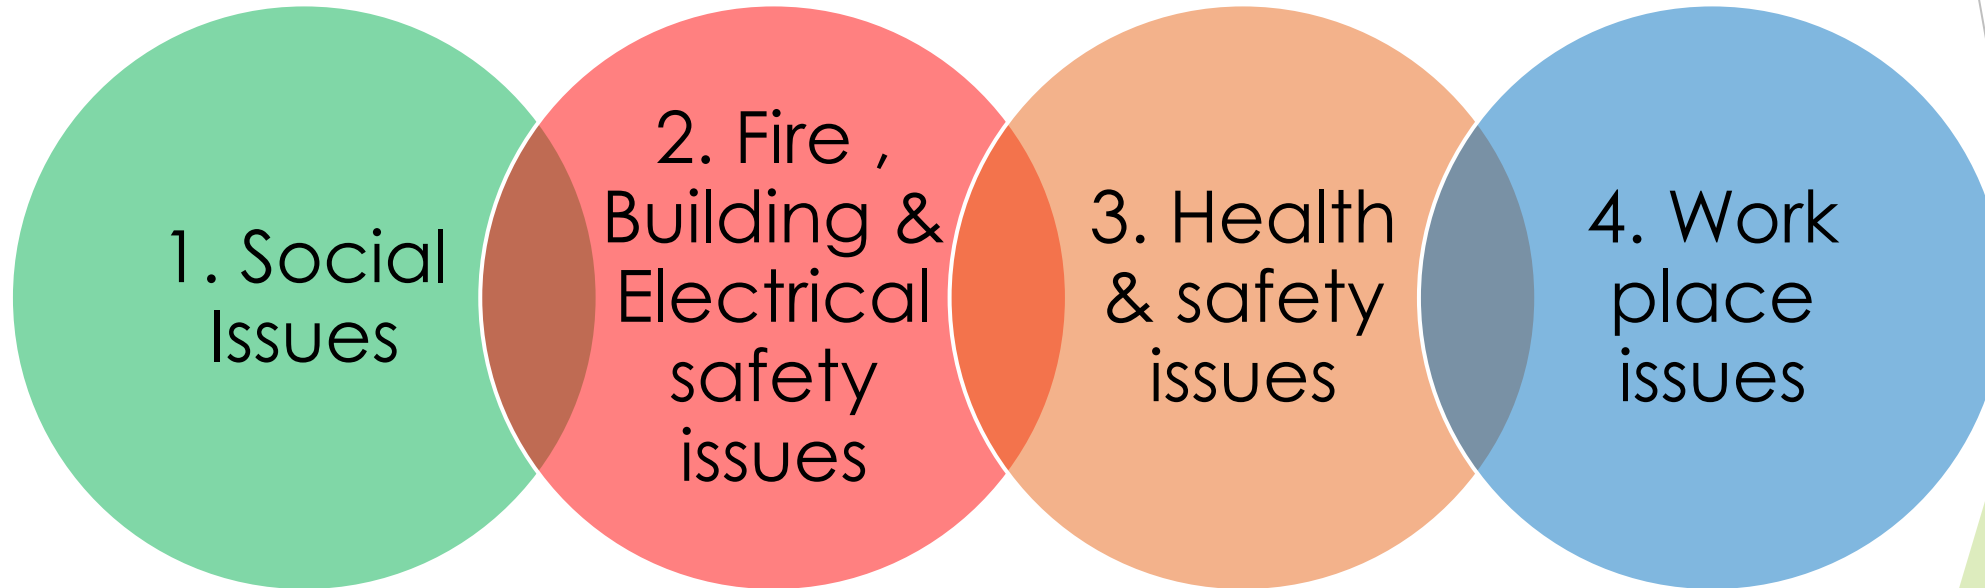 1. Social
Issues
2. Fire ,
Building &
Electrical
safety
issues
3. Health
& safety
issues
4. Work
place
issues